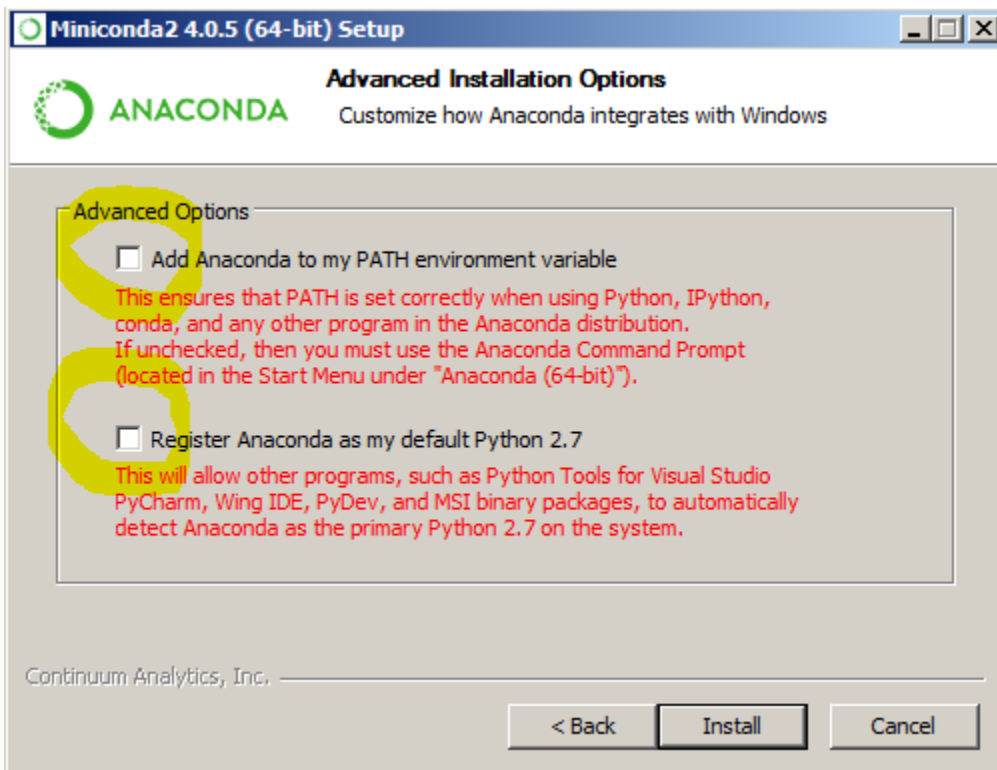 Miniconda2 4.0.5 (64-bit) Setup
ANACONDA
Advanced Installation Options
Customize how Anaconda integrates with Windows
Advanced Options
Add Anaconda to my PATH environment variable
This ensures that PATH is set correctly when using Python, IPython,
conda, and any other program in the Anaconda distribution.
If unchecked, then you must use the Anaconda Command Prompt
(located in the Start Menu under "Anaconda (64-bit)").
Register Anaconda as my default Python 2.7
This will allow other programs, such as Python Tools for Visual Studio
PyCharm, Wing IDE, PyDev, and MSI binary packages, to automatically
detect Anaconda as the primary Python 2.7 on the system.
Continuum Analytics, Inc.
< Back Install Cancel